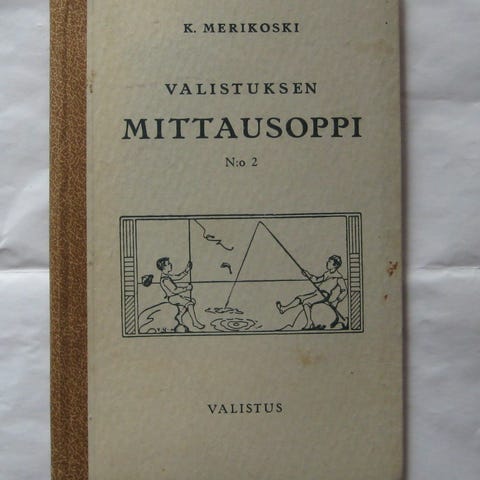 K. MERIKOSKI
VALISTUKSEN
MITTAUSOPPI
N:o 2
VALISTUS